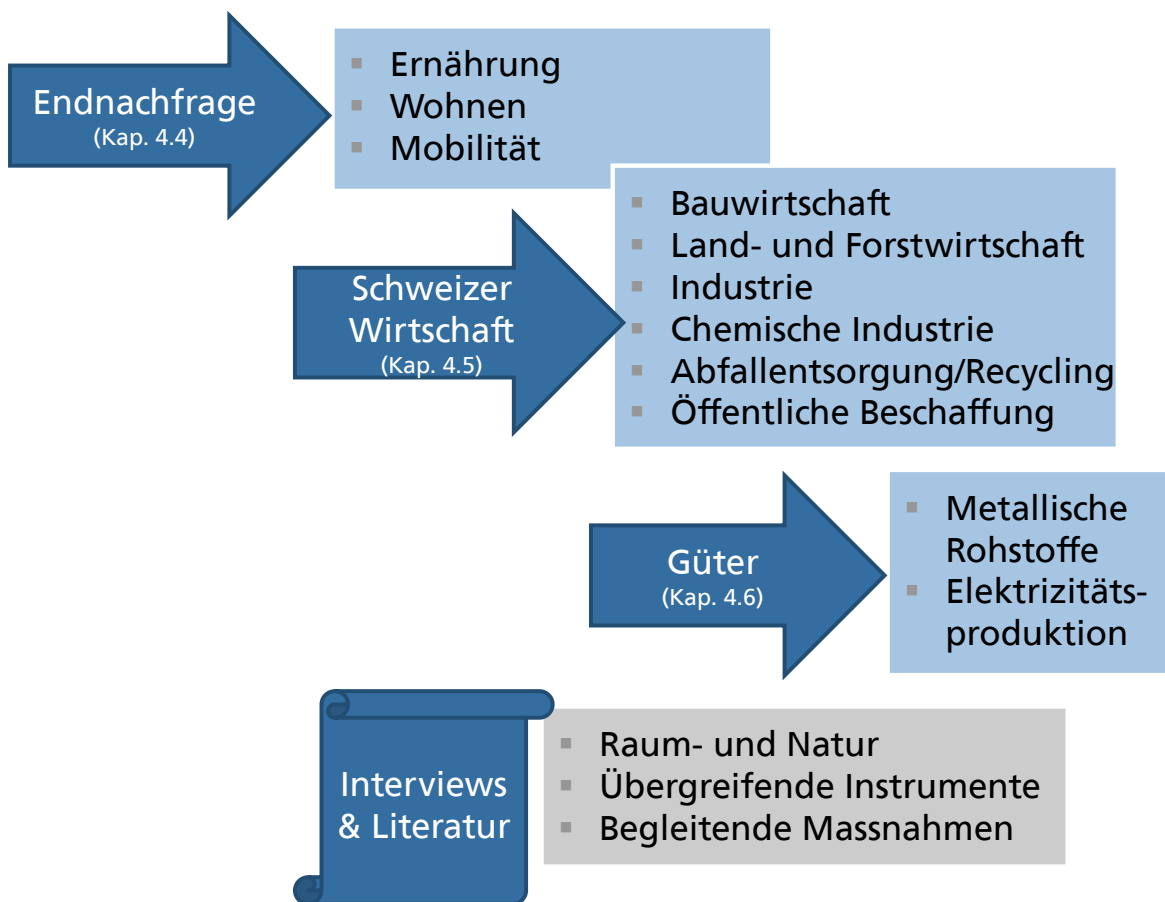 Endnachfrage
(Kap. 4.4)
Ernährung
Wohnen
Mobilität
Schweizer
Wirtschaft
(Kap. 4.5)
Bauwirtschaft
Land- und Forstwirtschaft
Industrie
Chemische Industrie
Abfallentsorgung/Recycling
Öffentliche Beschaffung
Güter
(Kap. 4.6)
Metallische
Rohstoffe
Elektrizitäts-
produktion
Interviews
& Literatur
Raum- und Natur
Übergreifende Instrumente
Begleitende Massnahmen